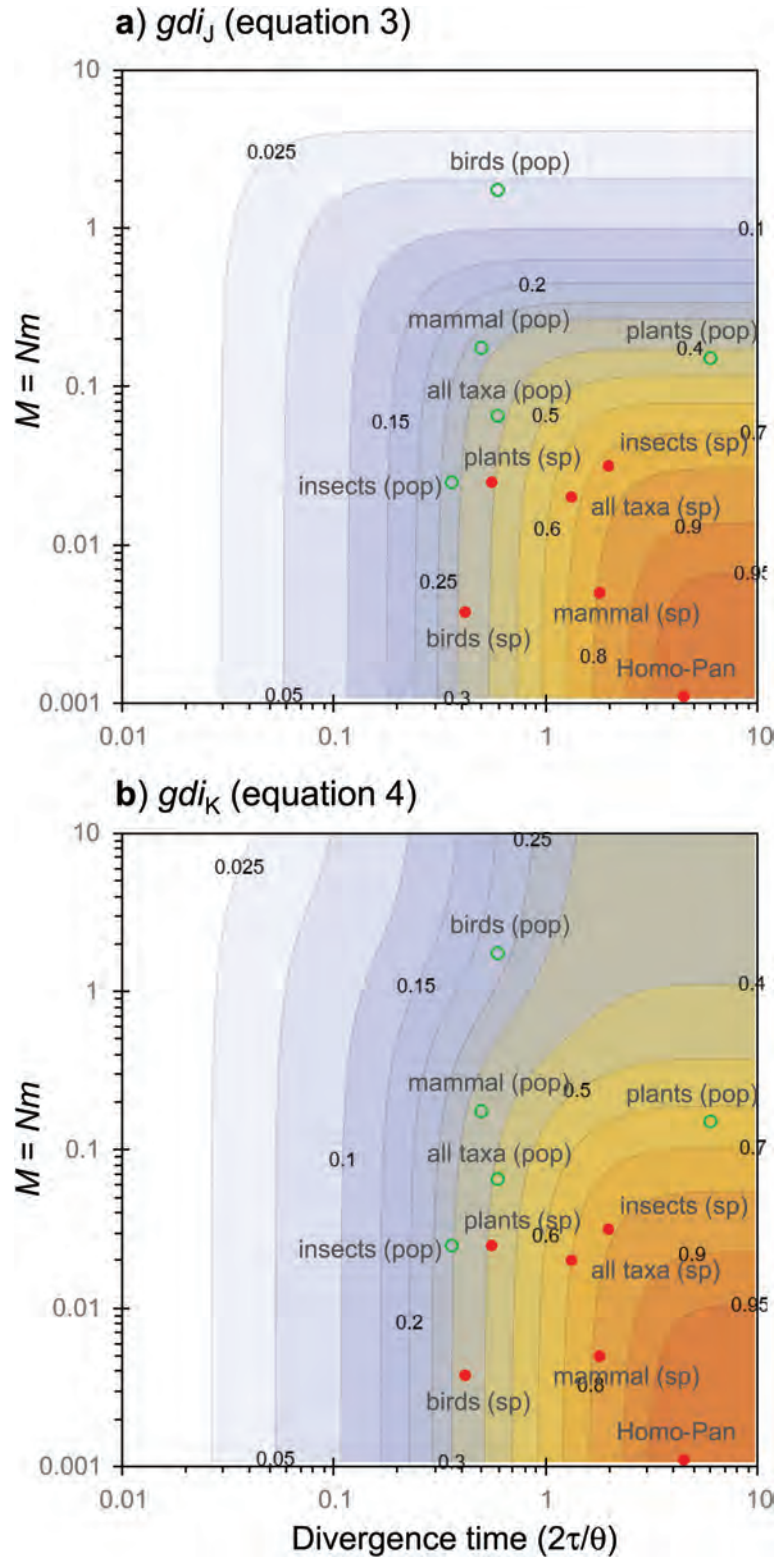 a) gdiJ (equation 3)
10
0.025
birds (pop)
1
0.1
0.2
mammal (pop)
plants (pop)
0.4
M = Nm
0.1
all taxa (pop)
0.15
0.5
0.7
plants (sp)
insects (sp)
insects (pop)
all taxa (sp)
0.6
0.9
0.01
0.25
0.95
birds (sp)
mammal (sp)
0.8
Homo-Pan
0.001
0.05
0.3
0.01
0.1
1
10
b) gdiK (equation 4)
10
0.25
0.025
birds (pop)
0.15
1
0.4
mammal (pop)
0.5
plants (pop)
M = Nm
0.1
0.1
all taxa (pop)
0.7
plants (sp)
insects (sp)
0.6
insects (pop)
all taxa (sp)
0.9
0.01
0.2
0.95
birds (sp)
mammal (sp)
0.8
Homo-Pan
0.001
0.05
0.3
0.01
0.1
1
10
Divergence time (2τ/θ)